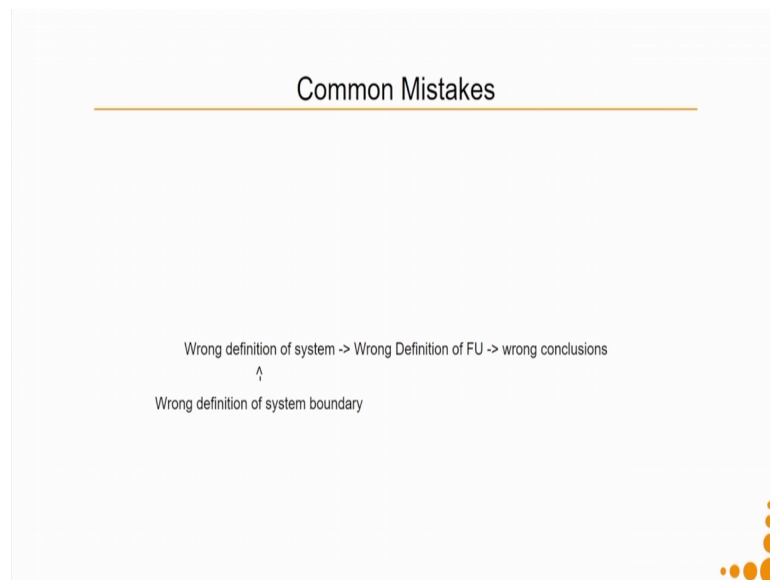 Common Mistakes
Wrong definition of system -> Wrong Definition of FU -> wrong conclusions
^
Wrong definition of system boundary